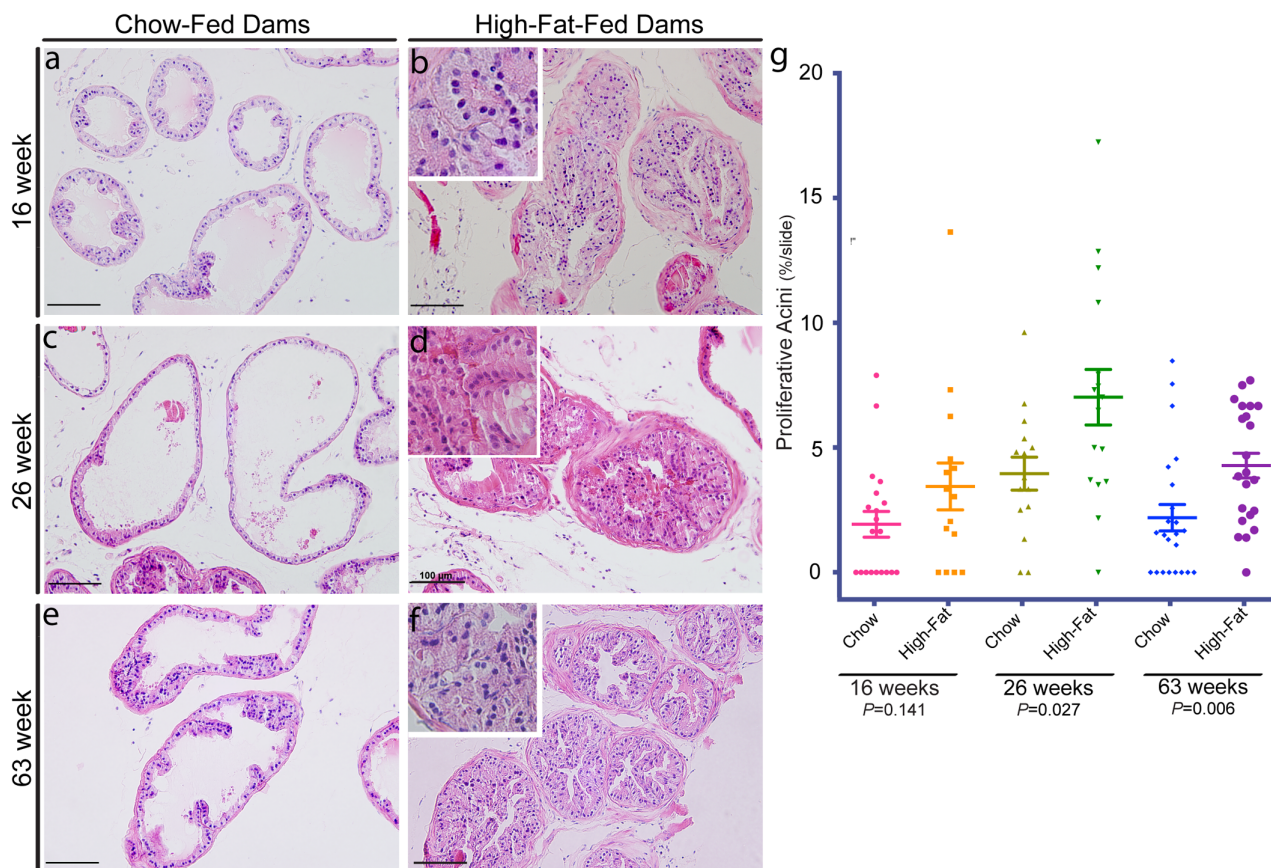 Chow-Fed Dams
High-Fat-Fed Dams
a
b
16 week
c
d
100 µm
26 week
e
f
63 week
g
Proliferative Acini (%/slide)
20
15
10
5
0
Chow
High-Fat
Chow
High-Fat
Chow
High-Fat
16 weeks
26 weeks
63 weeks
P=0.141
P=0.027
P=0.006